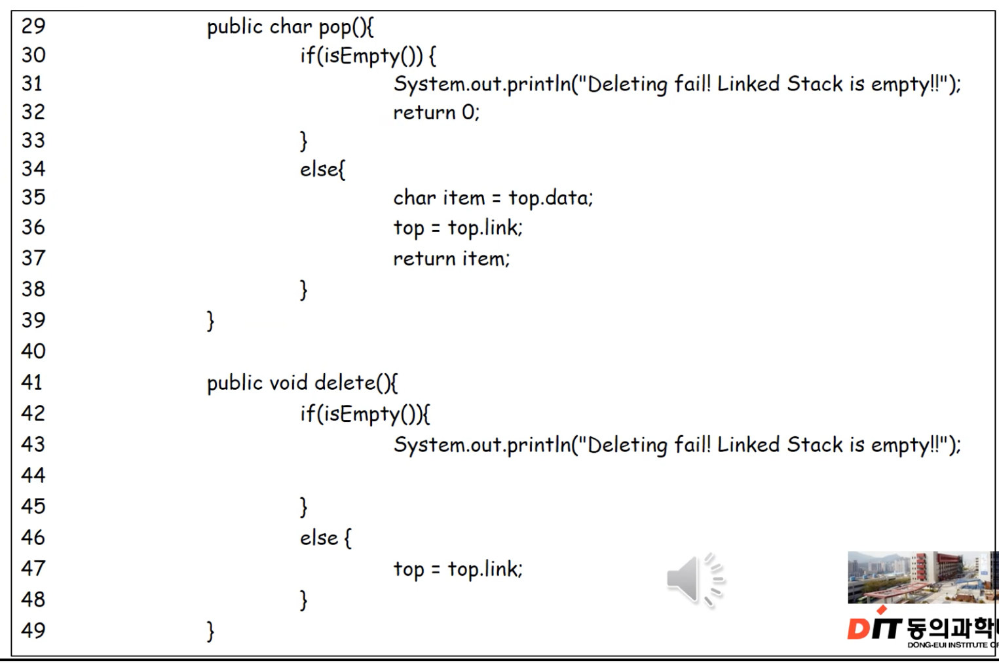 29 public char pop(){
30 if(isEmpty()) {
31 System.out.println("Deleting fail! Linked Stack is empty!!");
32 return 0;
33 }
34 else{
35 char item = top.data;
36 top = top.link;
37 return item;
38 }
39 }
40
41 public void delete(){
42 if(isEmpty()){
43 System.out.println("Deleting fail! Linked Stack is empty!!");
44
45 }
46 else {
47 top = top.link;
48 }
49 }
DIT 동의과학
DONG-EUI INSTITUTE